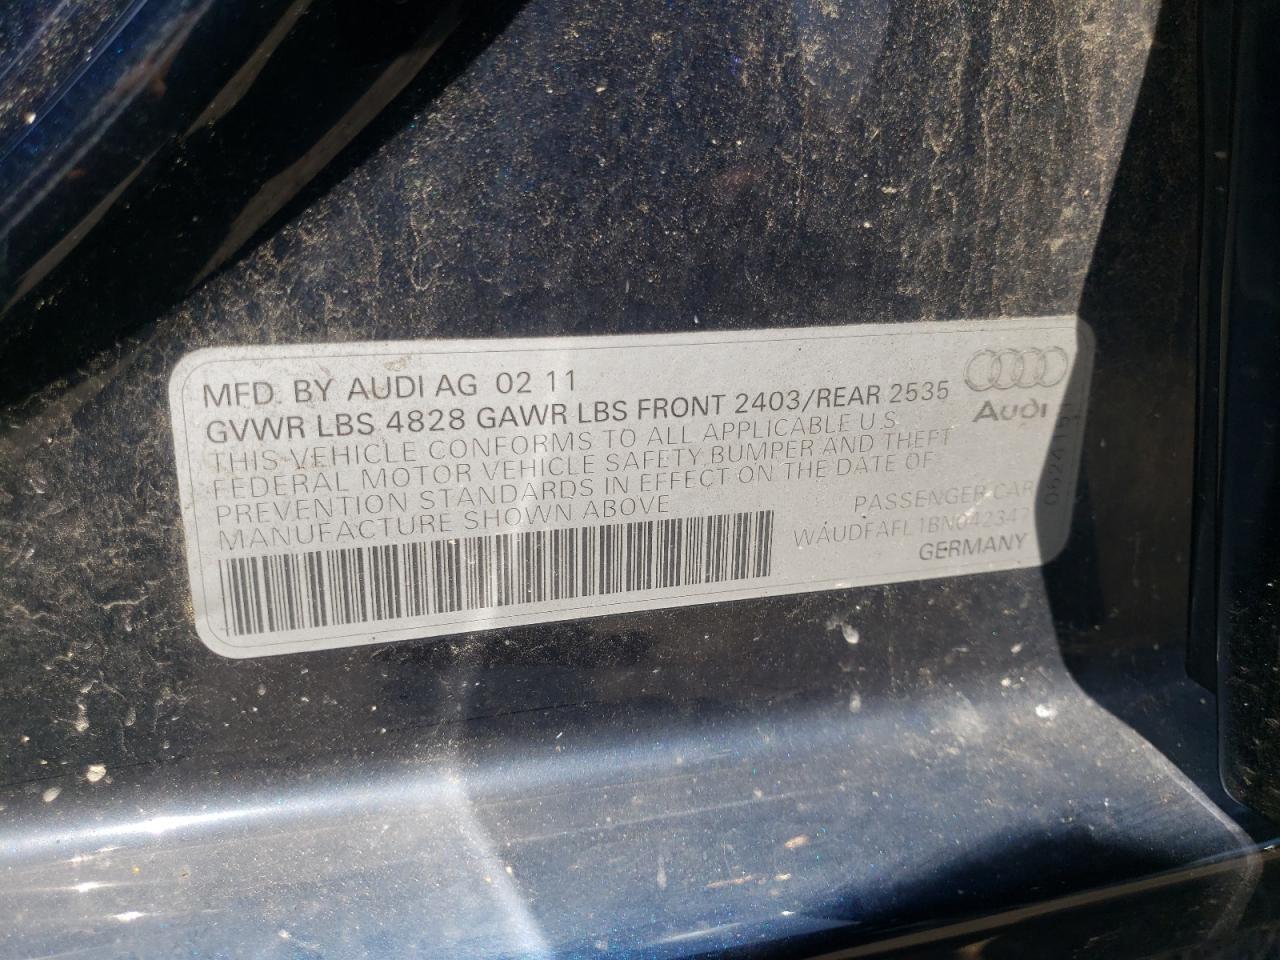 MFD. BY AUDI AG 02 11
GVWR LBS 4828 GAWR LBS FRONT 2403/REAR 2535
THIS VEHICLE CONFORMS TO ALL APPLICABLE U.S.
FEDERAL MOTOR VEHICLE SAFETY BUMPER AND THEFT
PREVENTION STANDARDS IN EFFECT ON THE DATE OF
MANUFACTURE SHOWN ABOVE
Audi
PASSENGER CAR
WAUDFAFL1BN042347
GERMANY